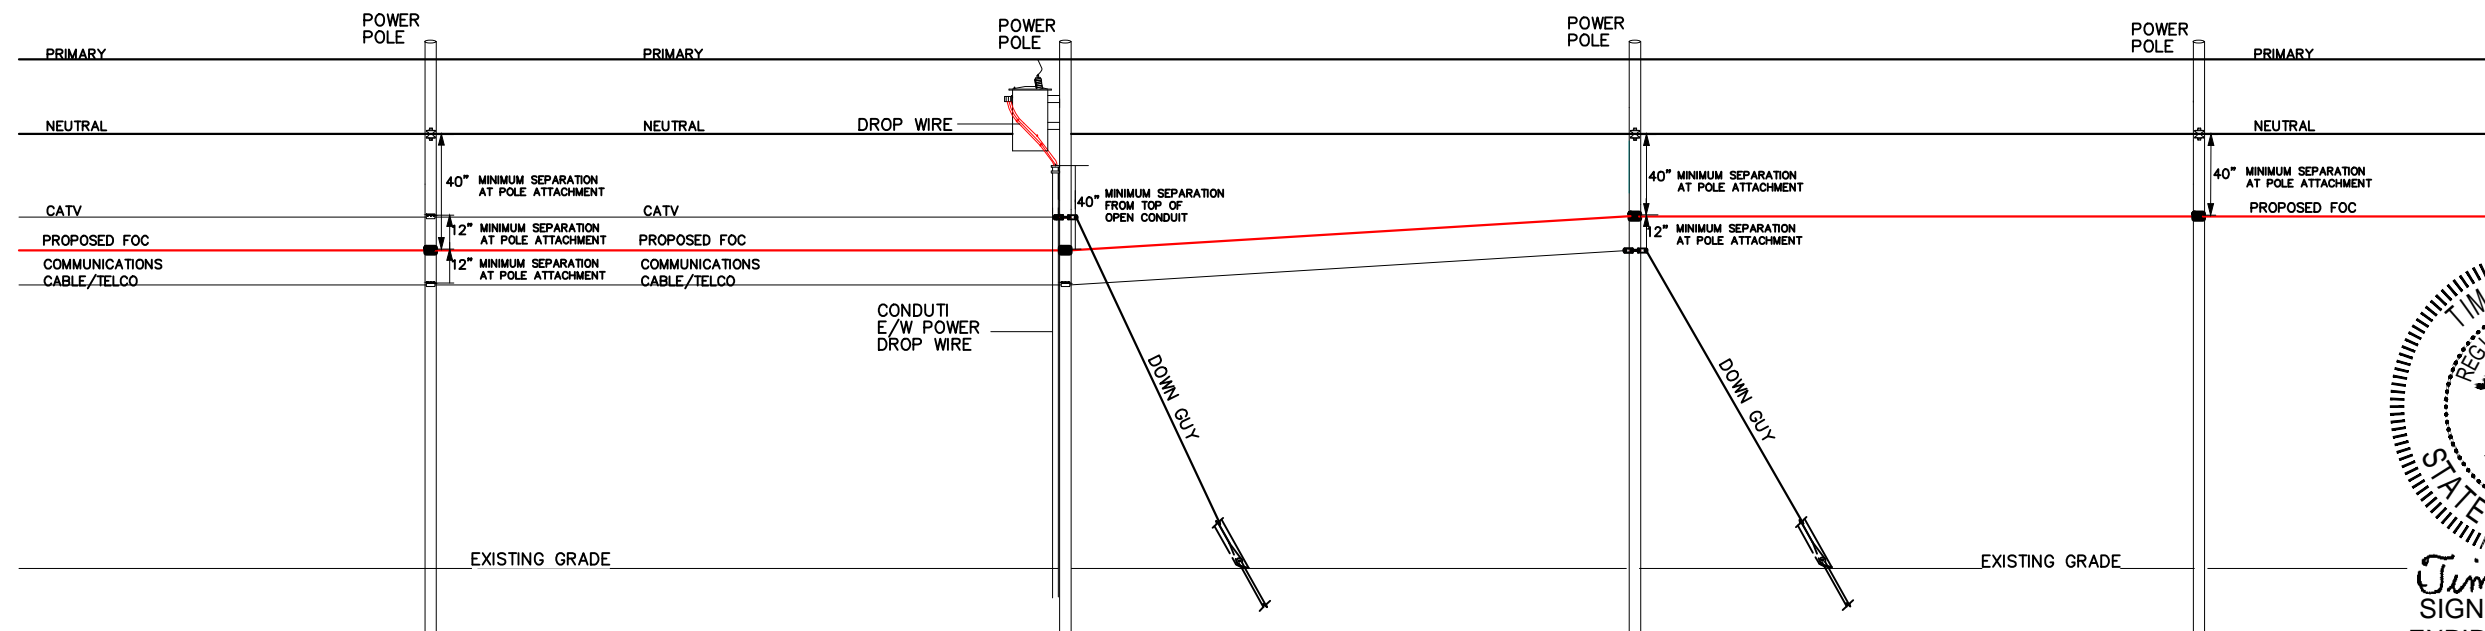 POWER
POLE
POWER
POLE
POWER
POLE
POWER
POLE
PRIMARY
PRIMARY
PRIMARY
NEUTRAL
NEUTRAL
DROP WIRE
NEUTRAL
40" MINIMUM SEPARATION
AT POLE ATTACHMENT
40" MINIMUM SEPARATION
FROM TOP OF
OPEN CONDUIT
40" MINIMUM SEPARATION
AT POLE ATTACHMENT
40" MINIMUM SEPARATION
AT POLE ATTACHMENT
CATV
CATV
PROPOSED FOC
12" MINIMUM SEPARATION
AT POLE ATTACHMENT
12" MINIMUM SEPARATION
AT POLE ATTACHMENT
PROPOSED FOC
PROPOSED FOC
COMMUNICATIONS
CABLE/TELCO
12" MINIMUM SEPARATION
AT POLE ATTACHMENT
COMMUNICATIONS
CABLE/TELCO
CONDUTI
E/W POWER
DROP WIRE
DOWN GUY
DOWN GUY
EXISTING GRADE
EXISTING GRADE
TIM
REGI
STATE
Tim
SIGN